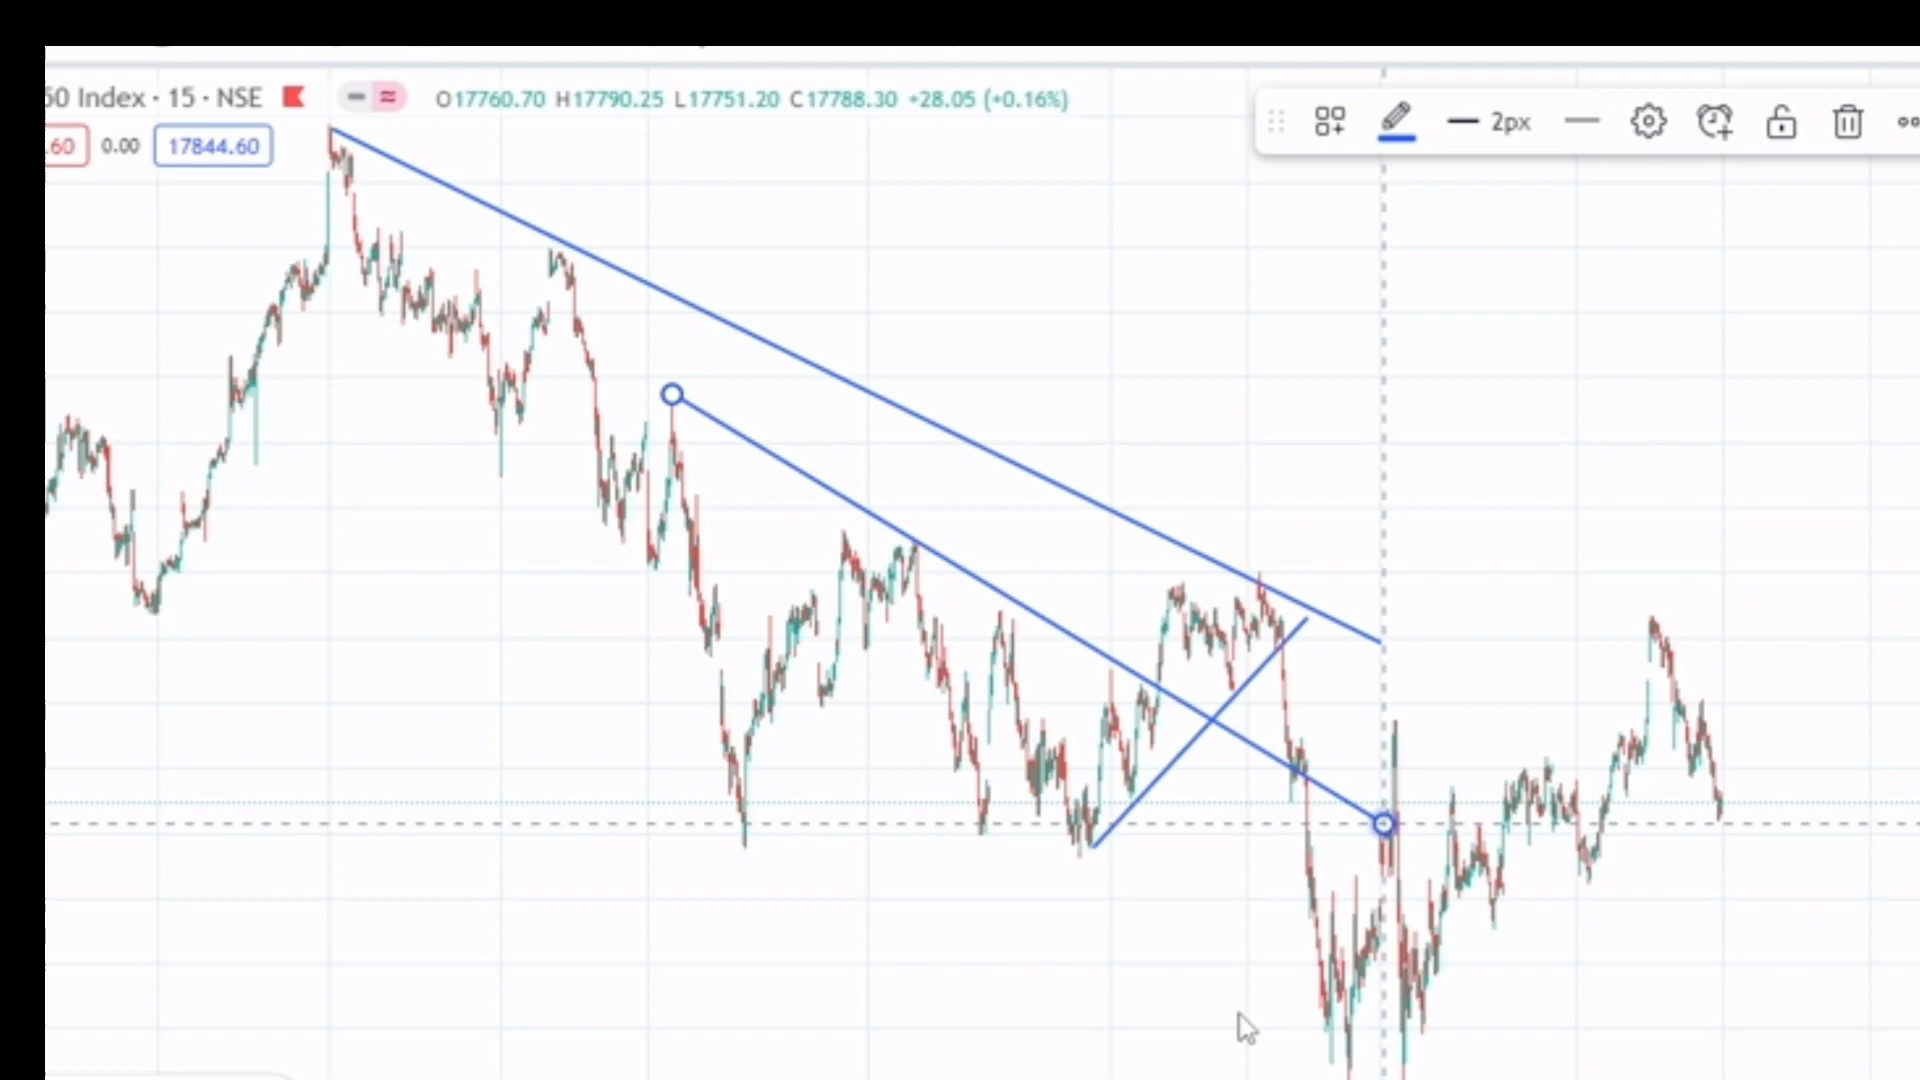 50 Index · 15 · NSE O17760.70 H17790.25 L17751.20 C17788.30 +28.05 (+0.16%)
.60 0.00 17844.60
2px